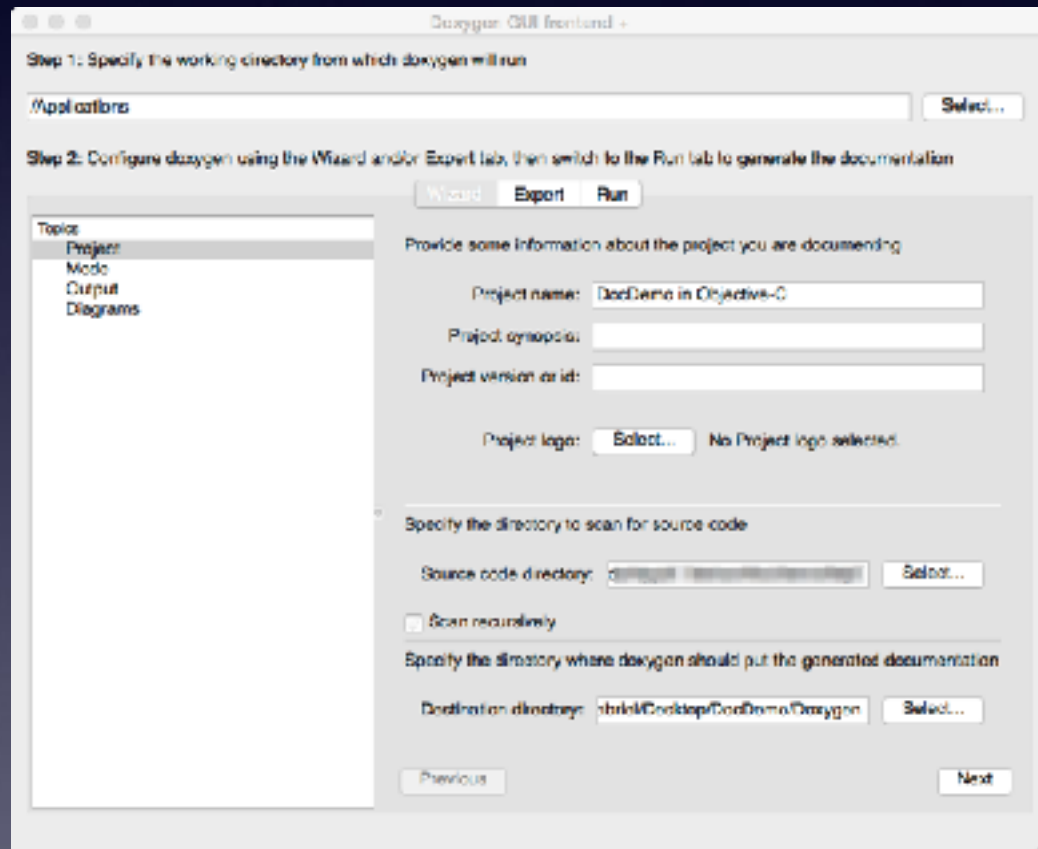 Doxygen GUI frontend +
Step 1: Specify the working directory from which doxygen will run
//Applications
Select...
Step 2: Configure doxygen using the Wizard and/or Expert tab, then switch to the Run tab to generate the documentation
Wizard Expert Run
Topics
Project
Mode
Output
Diagrams
Provide some information about the project you are documenting
Project name: DocDemo in Objective-C
Project synopsis:
Project version or id:
Project logo: Select... No Project logo selected.
Specify the directory to scan for source code
Source code directory: Select...
Scan recursively
Specify the directory where doxygen should put the generated documentation
Destination directory: abriel/Desktop/DocDemo/Doxygen Select...
Previous
Next